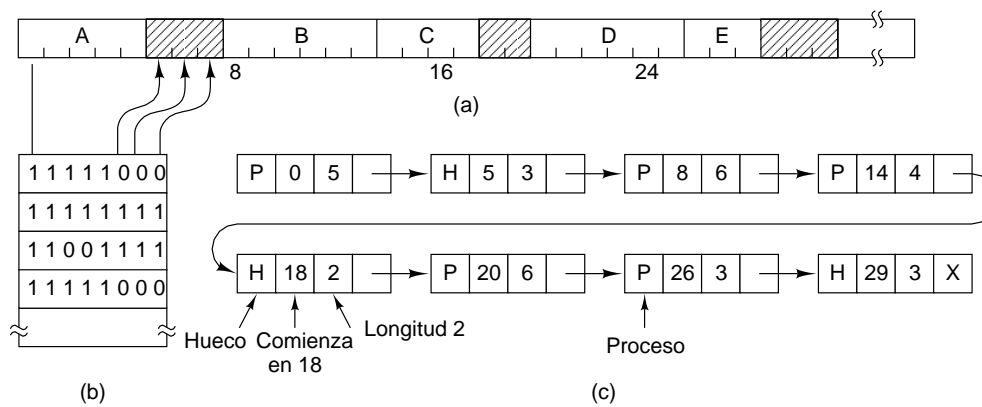 A B C D E
8 16 24
(a)
1 1 1 1 1 0 0 0
1 1 1 1 1 1 1 1
1 1 0 0 1 1 1 1
1 1 1 1 1 0 0 0
(b)
P 0 5
H 5 3
P 8 6
P 14 4
H 18 2
P 20 6
P 26 3
H 29 3 X
Hueco
Comienza
en 18
Longitud 2
Proceso
(c)